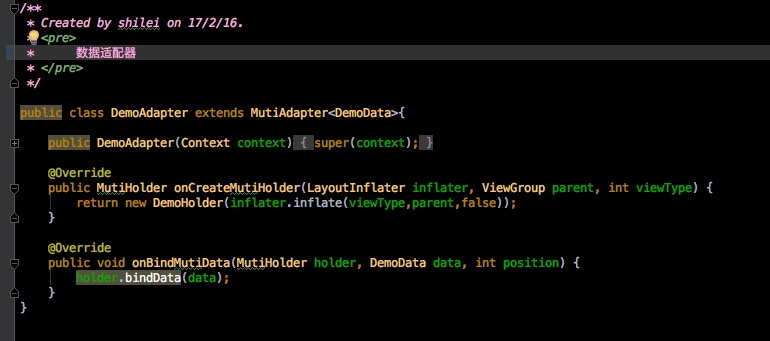 /**
 * Created by shilei on 17/2/16.
 * <pre>
 *     数据适配器
 * </pre>
 */
public class DemoAdapter extends MutiAdapter<DemoData>{
    public DemoAdapter(Context context) { super(context); }
    @Override
    public MutiHolder onCreateMutiHolder(LayoutInflater inflater, ViewGroup parent, int viewType) {
        return new DemoHolder(inflater.inflate(viewType,parent,false));
    }
    @Override
    public void onBindMutiData(MutiHolder holder, DemoData data, int position) {
        holder.bindData(data);
    }
}